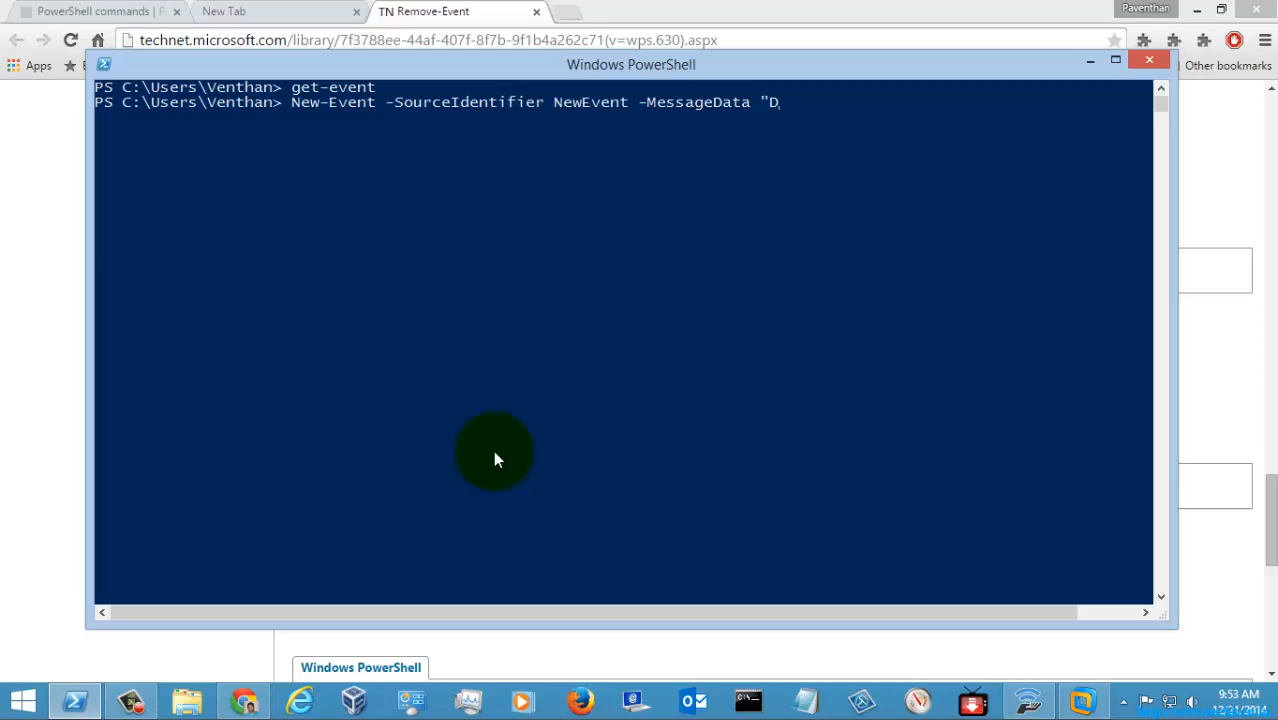 PowerShell commands | P
New Tab
TN Remove-Event
Paventhan
technet.microsoft.com/library/7f3788ee-44af-407f-8f7b-9f1b4a262c71(v=wps.630).aspx
Apps
Other bookmarks
Windows PowerShell
PS C:\Users\Venthan> get-event
PS C:\Users\Venthan> New-Event -SourceIdentifier NewEvent -MessageData "D
Windows PowerShell
9:53 AM
12/31/2014